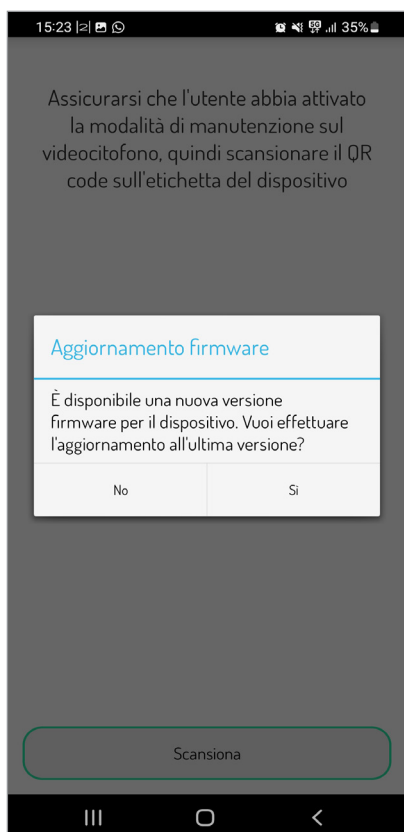 15:23
35%
Assicurarsi che l'utente abbia attivato
la modalità di manutenzione sul
videocitofono, quindi scansionare il QR
code sull'etichetta del dispositivo
Aggiornamento firmware
È disponibile una nuova versione
firmware per il dispositivo. Vuoi effettuare
l'aggiornamento all'ultima versione?
No
Si
Scansiona